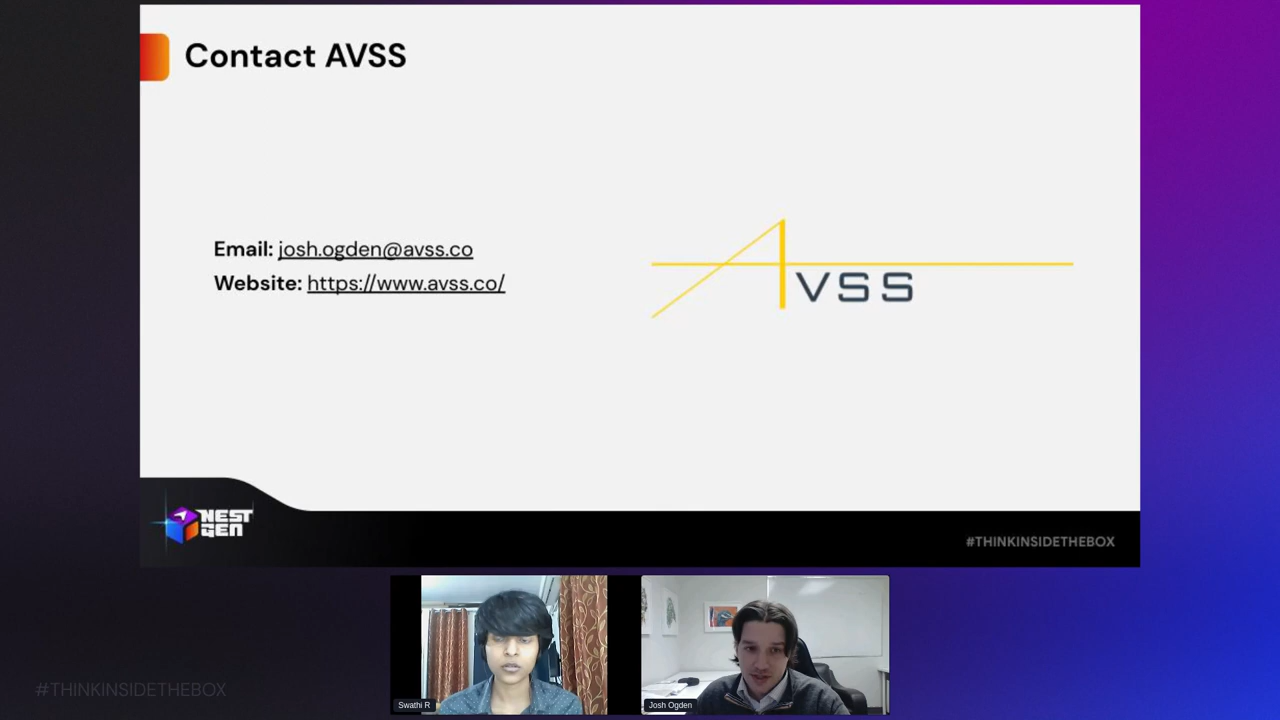 Contact AVSS
Email: josh.ogden@avss.co
Website: https://www.avss.co/
AVSS
NEST
GEN
#THINKINSIDETHEBOX
#THINKINSIDETHEBOX
Swathi R
Josh Ogden